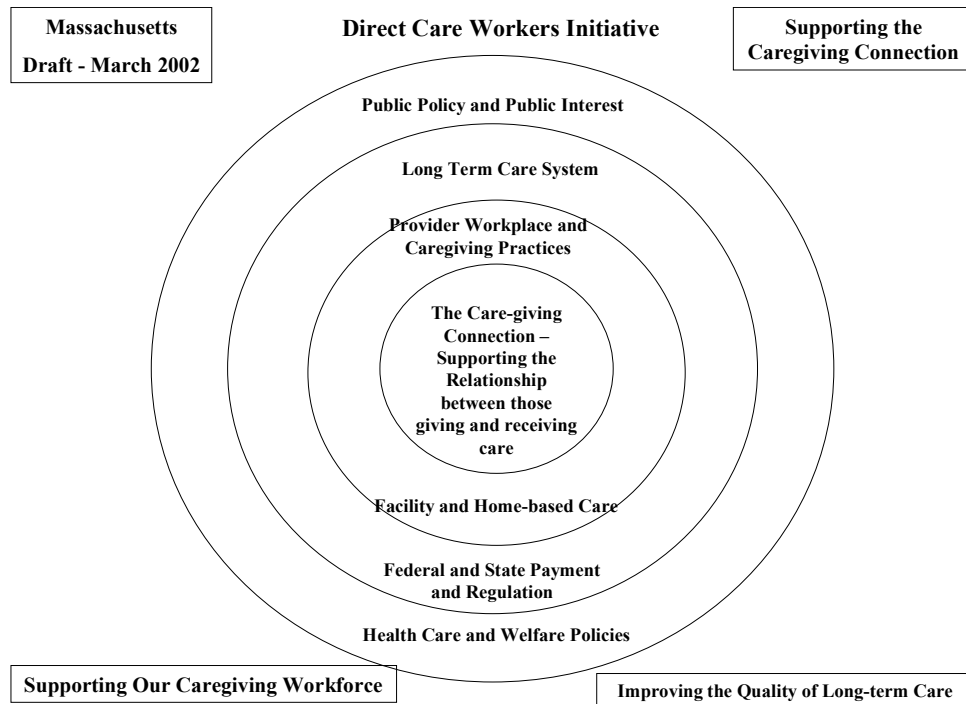 Massachusetts
Draft - March 2002
Direct Care Workers Initiative
Supporting the
Caregiving Connection
Public Policy and Public Interest
Long Term Care System
Provider Workplace and
Caregiving Practices
The Care-giving
Connection –
Supporting the
Relationship
between those
giving and receiving
care
Facility and Home-based Care
Federal and State Payment
and Regulation
Health Care and Welfare Policies
Supporting Our Caregiving Workforce
Improving the Quality of Long-term Care